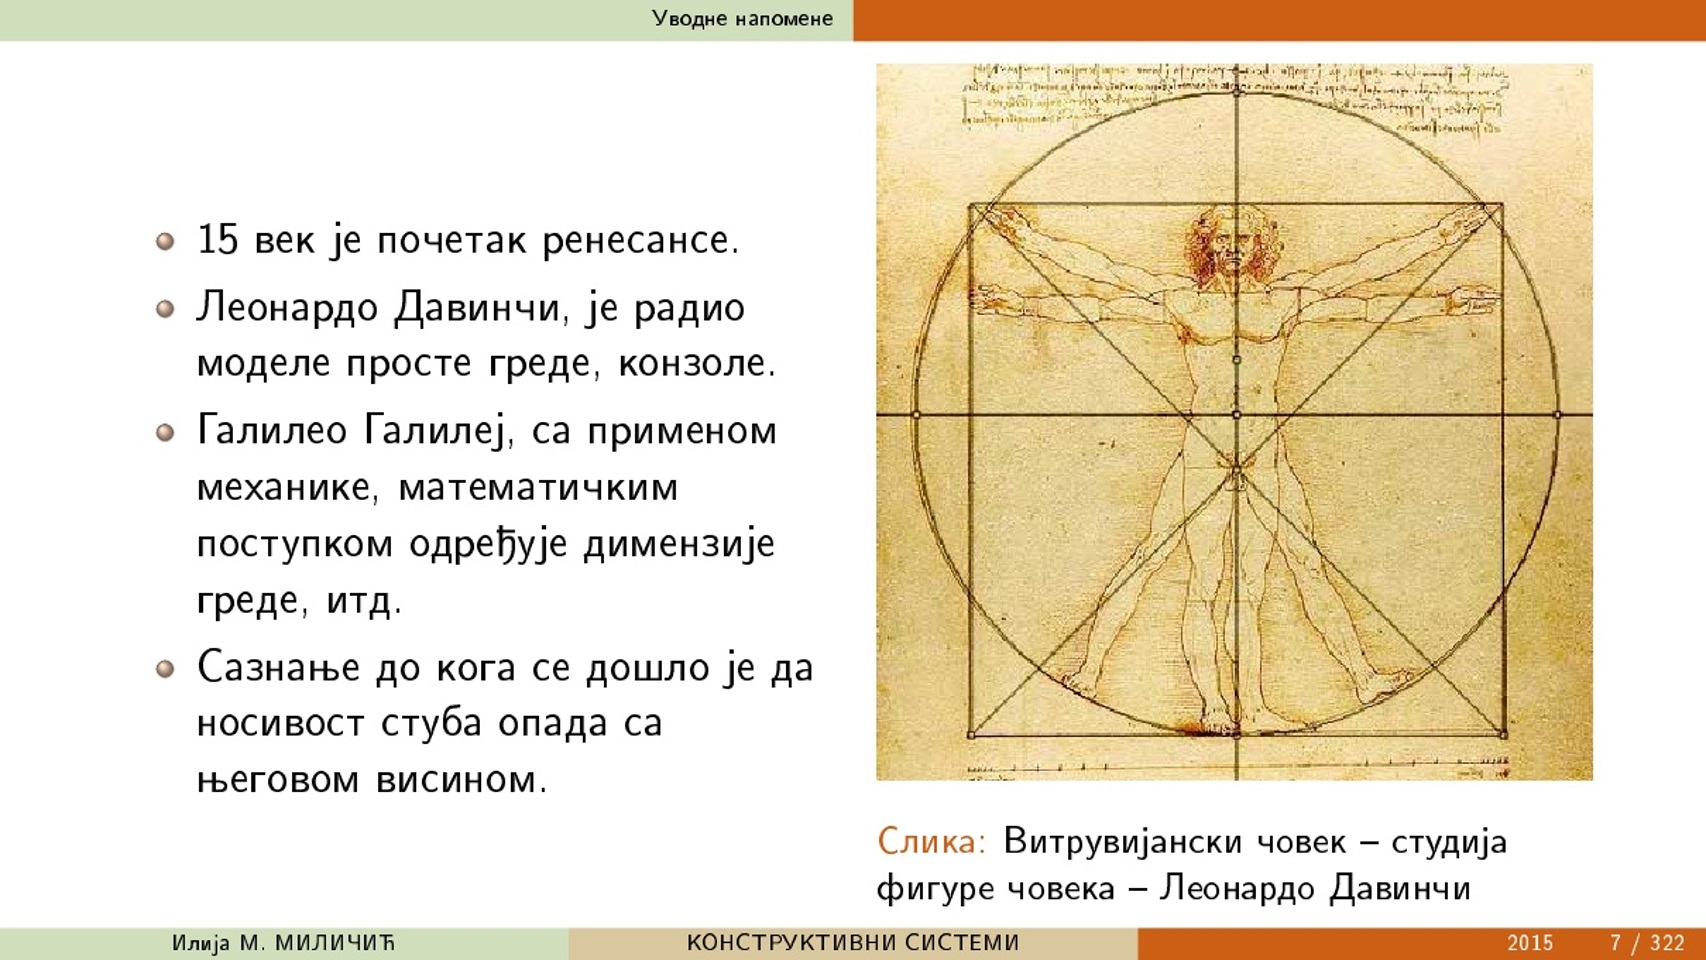 Уводне напомене
15 век је почетак ренесансе.
Леонардо Давинчи, је радио
моделе просте греде, конзоле.
Галилео Галилеј, са применом
механике, математичким
поступком одређује димензије
греде, итд.
Сазнање до кога се дошло је да
носивост стуба опада са
његовом висином.
Слика: Витрувијански човек – студија
фигуре човека – Леонардо Давинчи
Илија М. МИЛИЧИЋ
КОНСТРУКТИВНИ СИСТЕМИ
2015 7 / 322